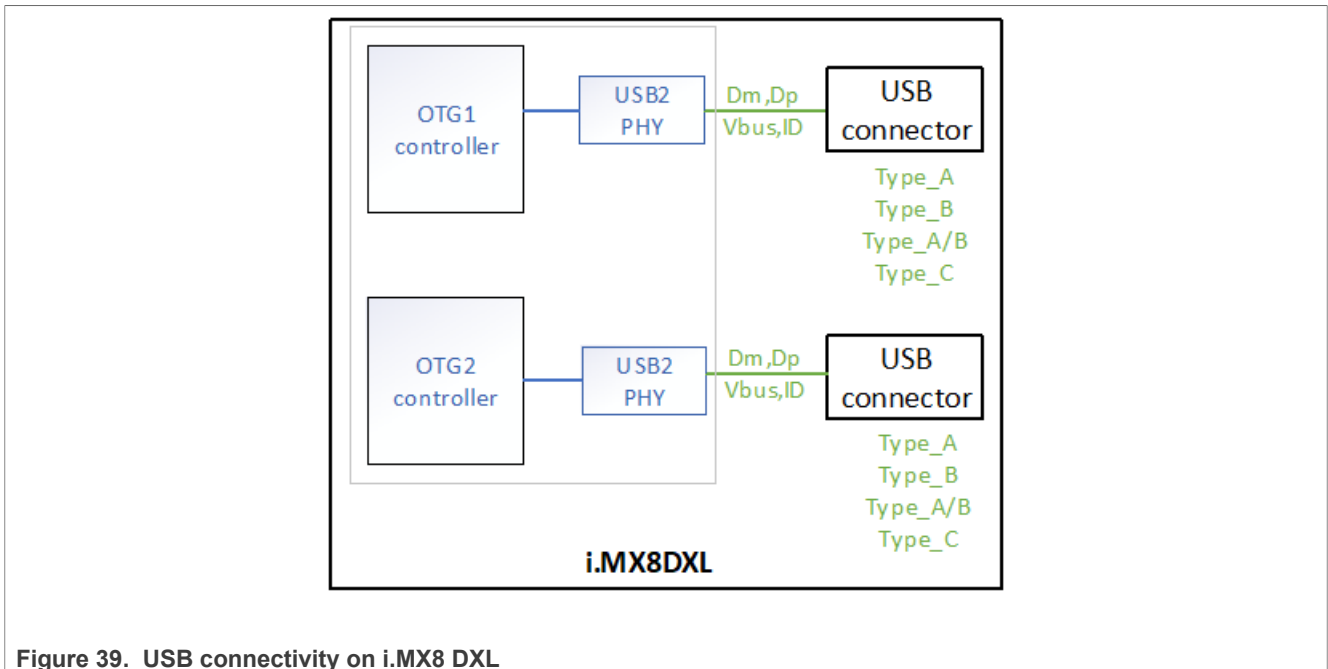 OTG1
controller
USB2
PHY
Dm,Dp
Vbus,ID
USB
connector
Type_A
Type_B
Type_A/B
Type_C
OTG2
controller
USB2
PHY
Dm,Dp
Vbus,ID
USB
connector
Type_A
Type_B
Type_A/B
Type_C
i.MX8DXL
Figure 39. USB connectivity on i.MX8 DXL